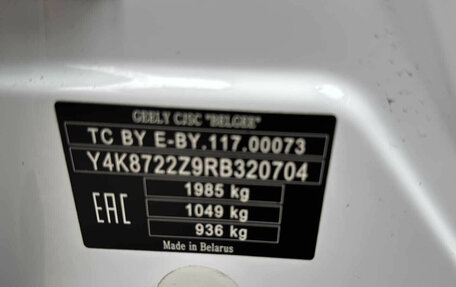 GEELY CJSC "BELGEE"
TC BY E-BY.117.00073
Y4K8722Z9RB320704
1985 kg
1049 kg
936 kg
EAC
Made in Belarus